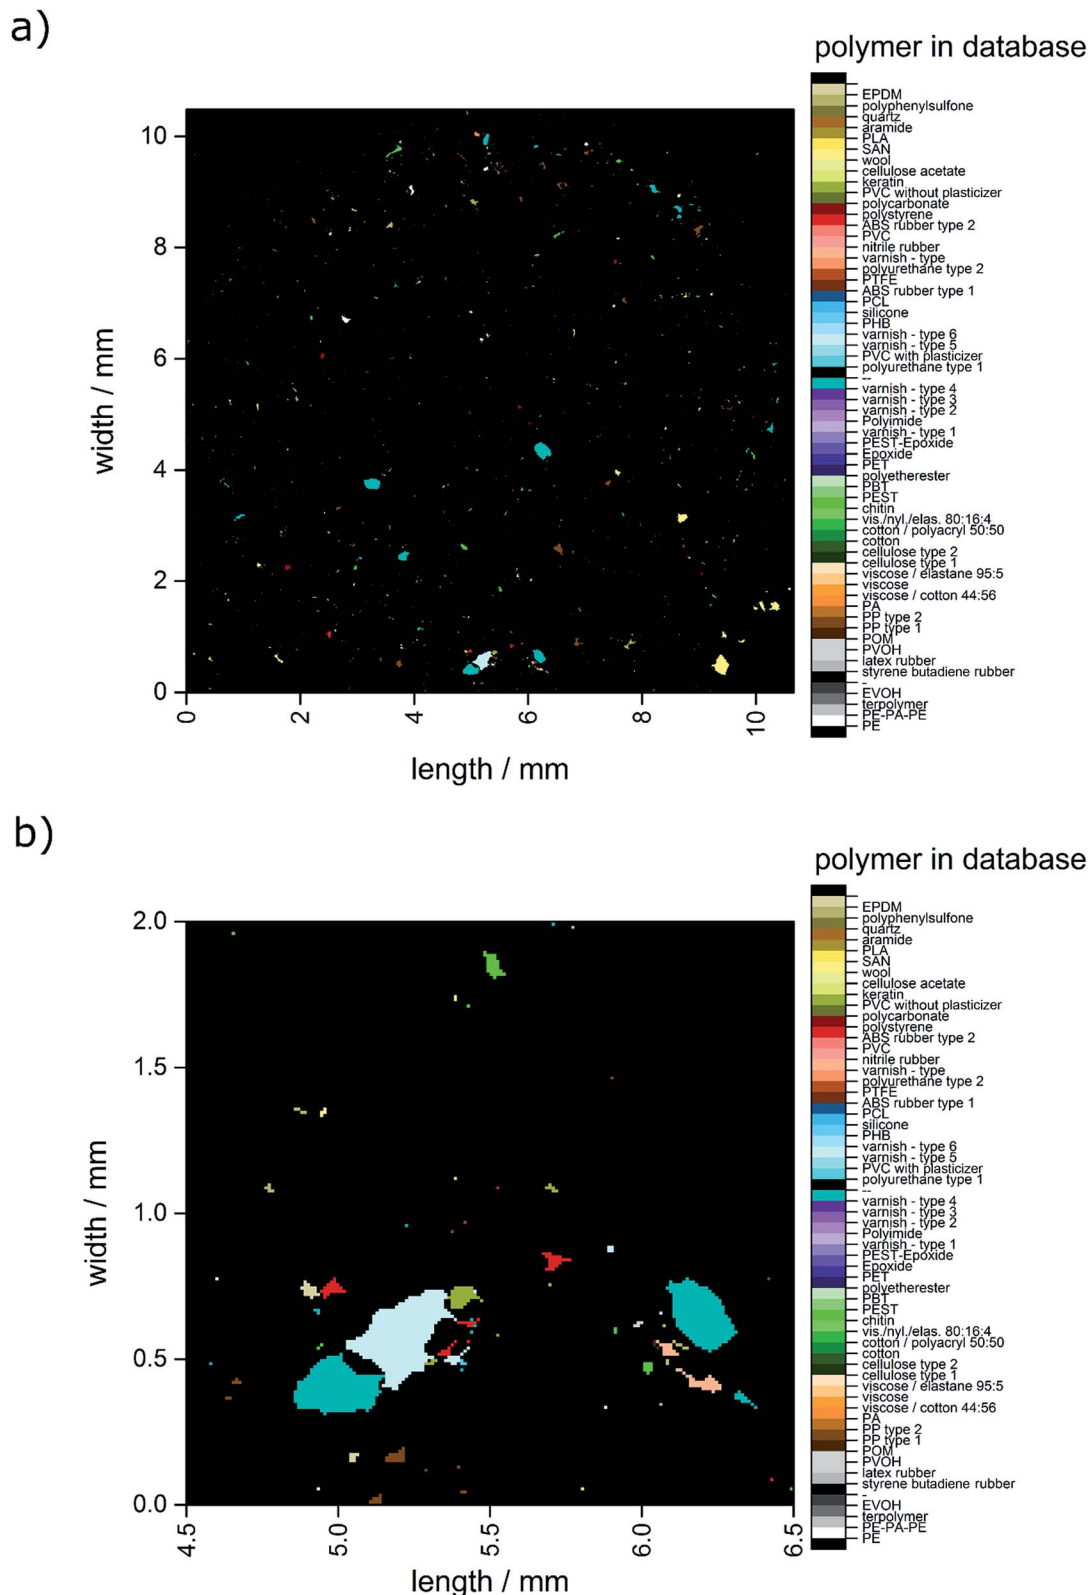 a)
polymer in database
EPDM
polyphenylsulfone
quartz
aramide
PLA
SAN
wool
cellulose acetate
keratin
PVC without plasticizer
polycarbonate
polystyrene
ABS rubber type 2
PVC
nitrile rubber
varnish - type
polyurethane type 2
PTFE
ABS rubber type 1
PCL
silicone
PHB
varnish - type 6
varnish - type 5
PVC with plasticizer
polyurethane type 1
--
varnish - type 4
varnish - type 3
varnish - type 2
Polyimide
varnish - type 1
PEST-Epoxide
Epoxide
PET
polyetherester
PBT
PEST
chitin
vis./nyl./elas. 80:16:4
cotton / polyacryl 50:50
cotton
cellulose type 2
cellulose type 1
viscose / elastane 95:5
viscose
viscose / cotton 44:56
PA
PP type 2
PP type 1
POM
PVOH
latex rubber
styrene butadiene rubber
-
EVOH
terpolymer
PE-PA-PE
PE
width / mm
10
8
6
4
2
0
0 2 4 6 8 10
length / mm
b)
polymer in database
EPDM
polyphenylsulfone
quartz
aramide
PLA
SAN
wool
cellulose acetate
keratin
PVC without plasticizer
polycarbonate
polystyrene
ABS rubber type 2
PVC
nitrile rubber
varnish - type
polyurethane type 2
PTFE
ABS rubber type 1
PCL
silicone
PHB
varnish - type 6
varnish - type 5
PVC with plasticizer
polyurethane type 1
--
varnish - type 4
varnish - type 3
varnish - type 2
Polyimide
varnish - type 1
PEST-Epoxide
Epoxide
PET
polyetherester
PBT
PEST
chitin
vis./nyl./elas. 80:16:4
cotton / polyacryl 50:50
cotton
cellulose type 2
cellulose type 1
viscose / elastane 95:5
viscose
viscose / cotton 44:56
PA
PP type 2
PP type 1
POM
PVOH
latex rubber
styrene butadiene rubber
-
EVOH
terpolymer
PE-PA-PE
PE
width / mm
2.0
1.5
1.0
0.5
0.0
4.5 5.0 5.5 6.0 6.5
length / mm